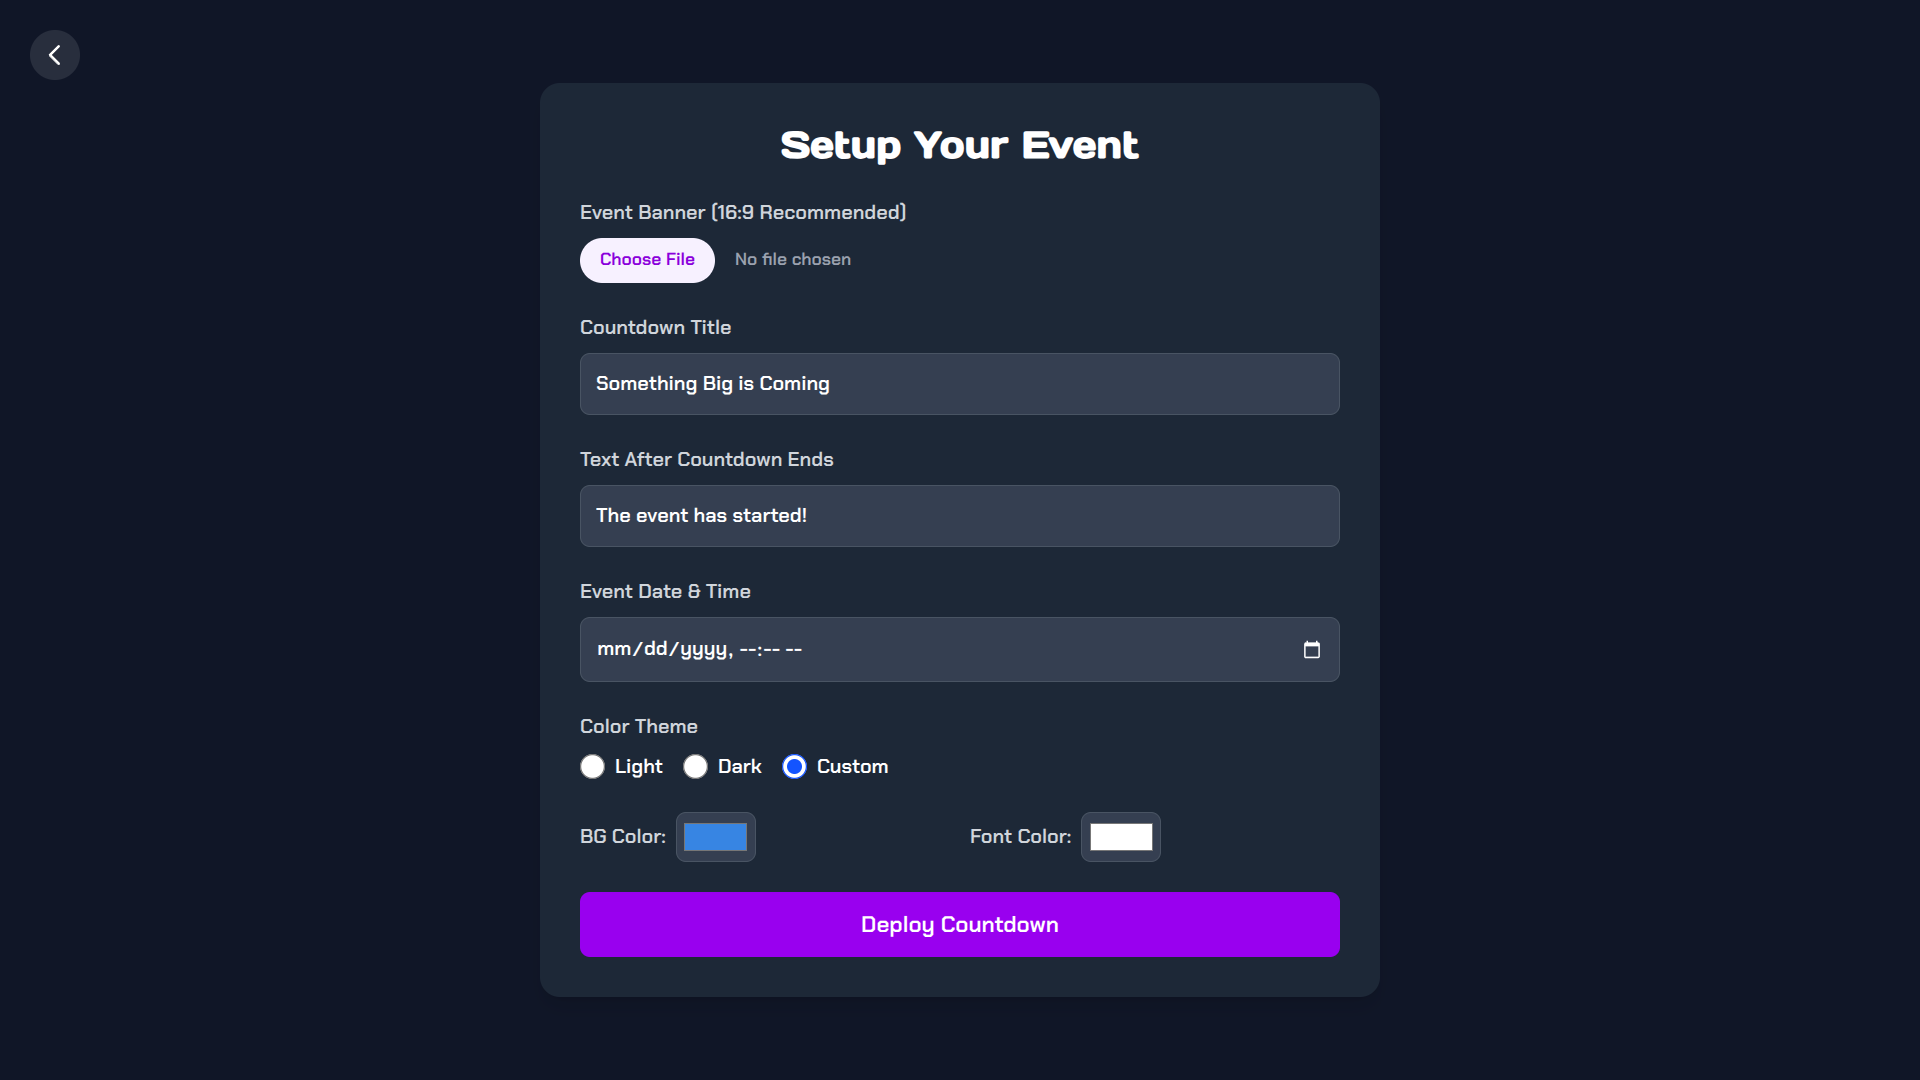 Setup Your Event
Event Banner (16:9 Recommended)
Choose File No file chosen
Countdown Title
Something Big is Coming
Text After Countdown Ends
The event has started!
Event Date & Time
mm/dd/yyyy, --:-- --
Color Theme
Light Dark Custom
BG Color: Font Color:
Deploy Countdown